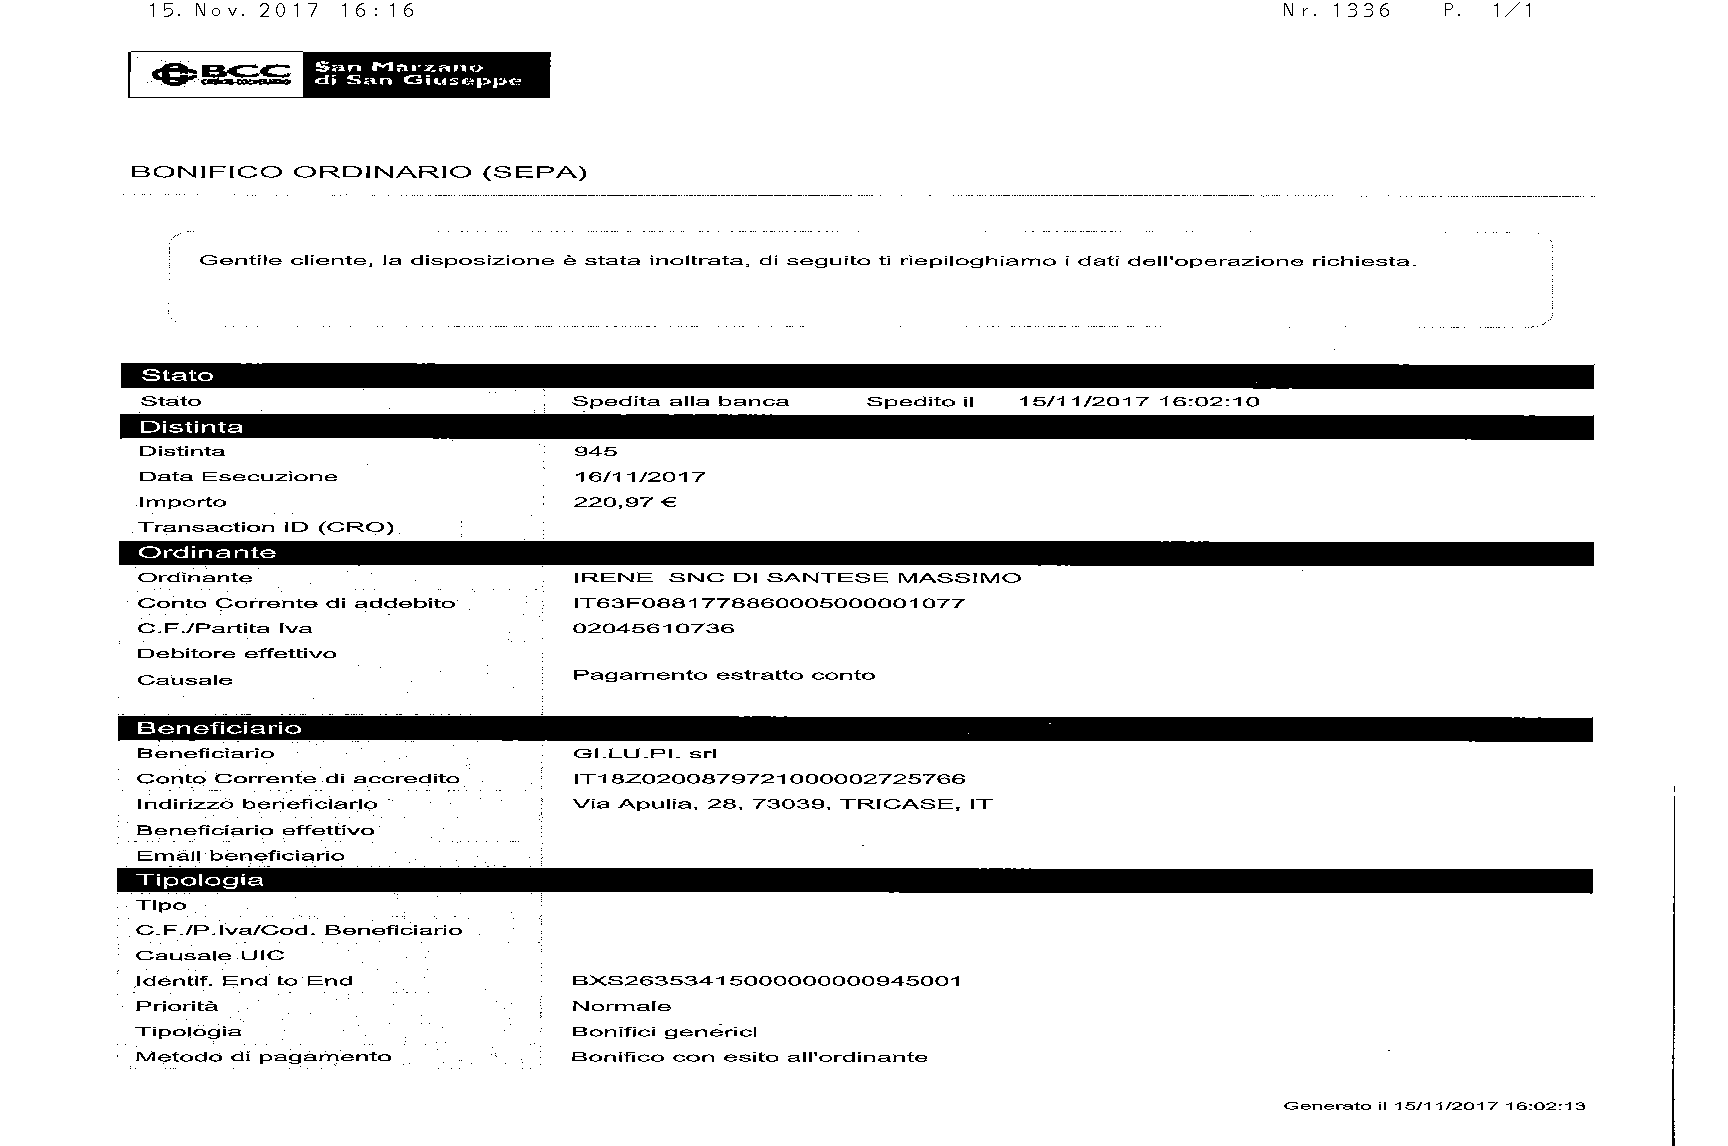 15. Nov. 2017 16:16 Nr. 1336 P. 1/1
BCC San Marzano
CREDITO COOPERATIVO di San Giuseppe
BONIFICO ORDINARIO (SEPA)
Gentile cliente, la disposizione è stata inoltrata, di seguito ti riepiloghiamo i dati dell'operazione richiesta.
Stato
Stato Spedita alla banca Spedito il 15/11/2017 16:02:10
Distinta
Distinta 945
Data Esecuzione 16/11/2017
Importo 220,97 €
Transaction ID (CRO)
Ordinante
Ordinante IRENE SNC DI SANTESE MASSIMO
Conto Corrente di addebito IT63F0881778860005000001077
C.F./Partita Iva 02045610736
Debitore effettivo
Causale Pagamento estratto conto
Beneficiario
Beneficiario GI.LU.PI. srl
Conto Corrente di accredito IT18Z0200879721000002725766
Indirizzo beneficiario Via Apulia, 28, 73039, TRICASE, IT
Beneficiario effettivo
Email beneficiario
Tipologia
Tipo
C.F./P.Iva/Cod. Beneficiario
Causale UIC
Identif. End to End BXS26353415000000000945001
Priorità Normale
Tipologia Bonifici generici
Metodo di pagamento Bonifico con esito all'ordinante
Generato il 15/11/2017 16:02:13